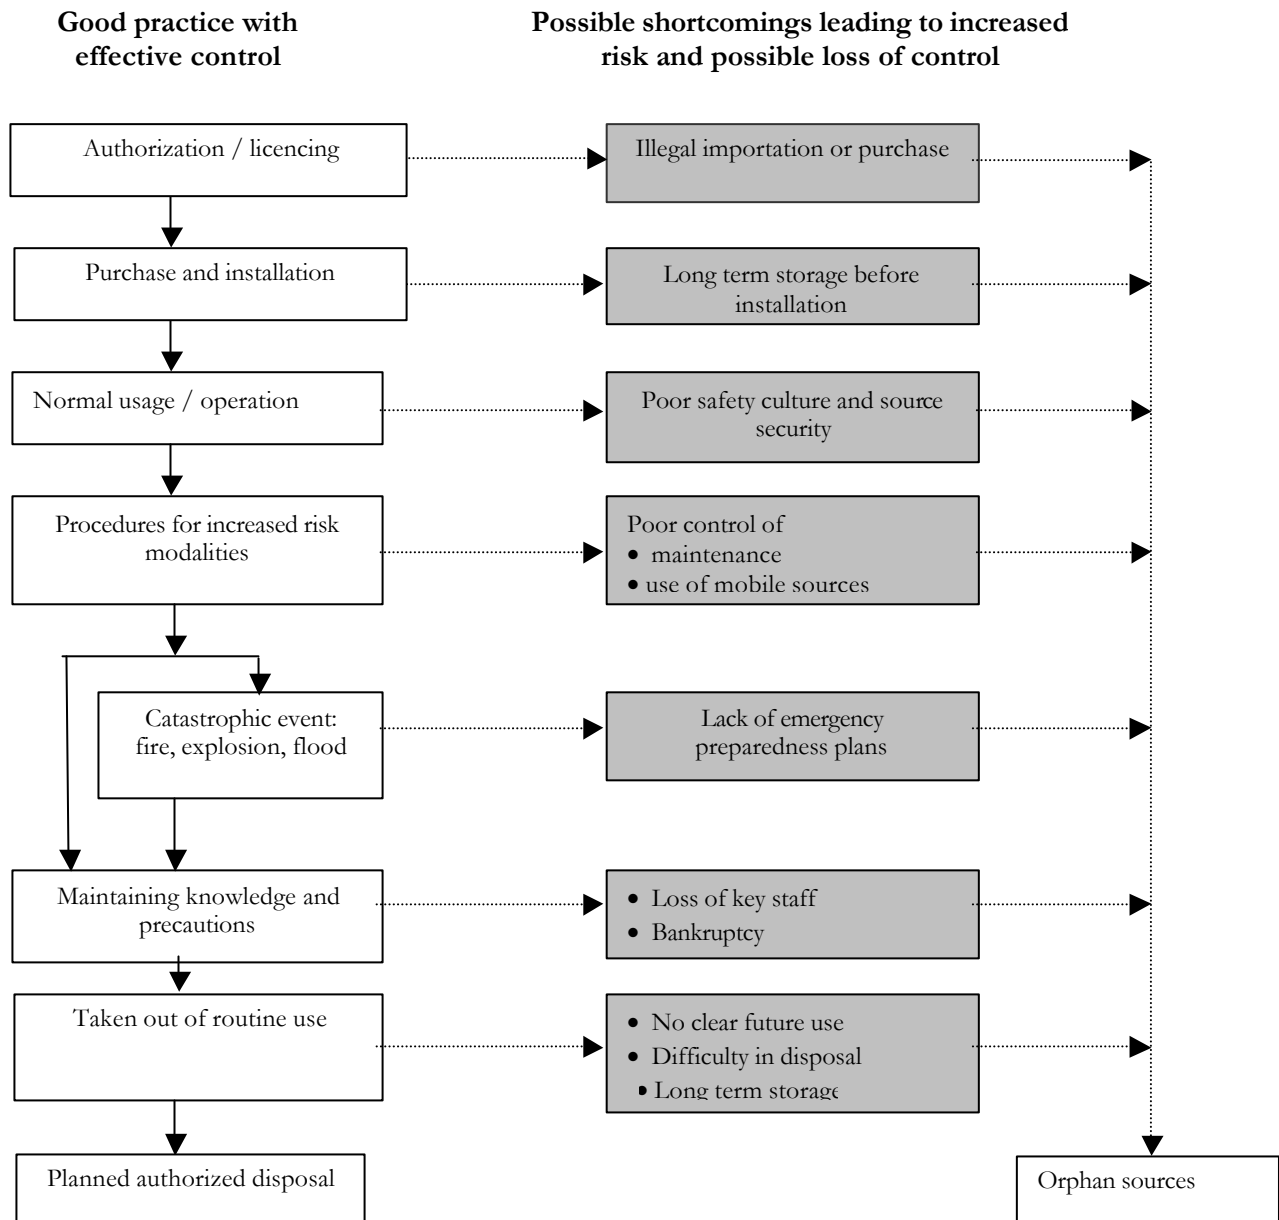 Good practice with
effective control
Possible shortcomings leading to increased
risk and possible loss of control
Authorization / licencing
Illegal importation or purchase
Purchase and installation
Long term storage before
installation
Normal usage / operation
Poor safety culture and source
security
Procedures for increased risk
modalities
Poor control of
• maintenance
• use of mobile sources
Catastrophic event:
fire, explosion, flood
Lack of emergency
preparedness plans
Maintaining knowledge and
precautions
• Loss of key staff
• Bankruptcy
Taken out of routine use
• No clear future use
• Difficulty in disposal
• Long term storage
Planned authorized disposal
Orphan sources